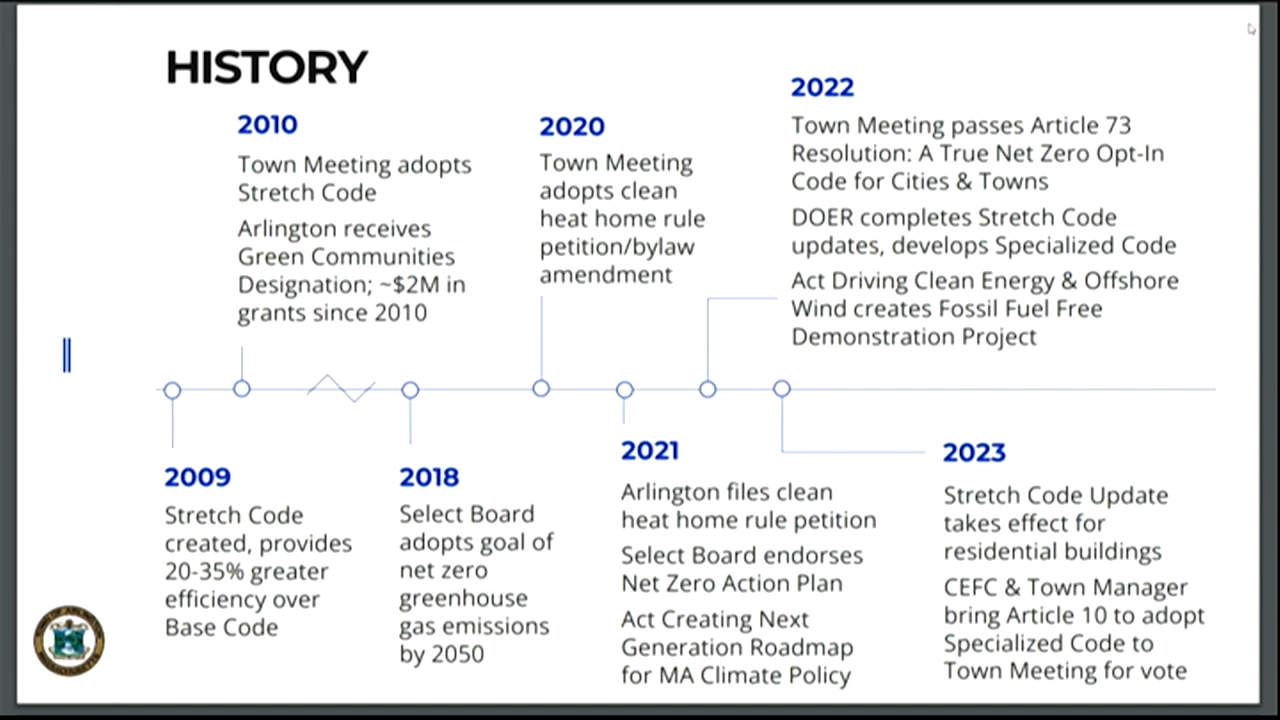 HISTORY
2010
Town Meeting adopts
Stretch Code
Arlington receives
Green Communities
Designation; ~$2M in
grants since 2010
2020
Town Meeting
adopts clean
heat home rule
petition/bylaw
amendment
2022
Town Meeting passes Article 73
Resolution: A True Net Zero Opt-In
Code for Cities & Towns
DOER completes Stretch Code
updates, develops Specialized Code
Act Driving Clean Energy & Offshore
Wind creates Fossil Fuel Free
Demonstration Project
2009
Stretch Code
created, provides
20-35% greater
efficiency over
Base Code
2018
Select Board
adopts goal of
net zero
greenhouse
gas emissions
by 2050
2021
Arlington files clean
heat home rule petition
Select Board endorses
Net Zero Action Plan
Act Creating Next
Generation Roadmap
for MA Climate Policy
2023
Stretch Code Update
takes effect for
residential buildings
CEFC & Town Manager
bring Article 10 to adopt
Specialized Code to
Town Meeting for vote